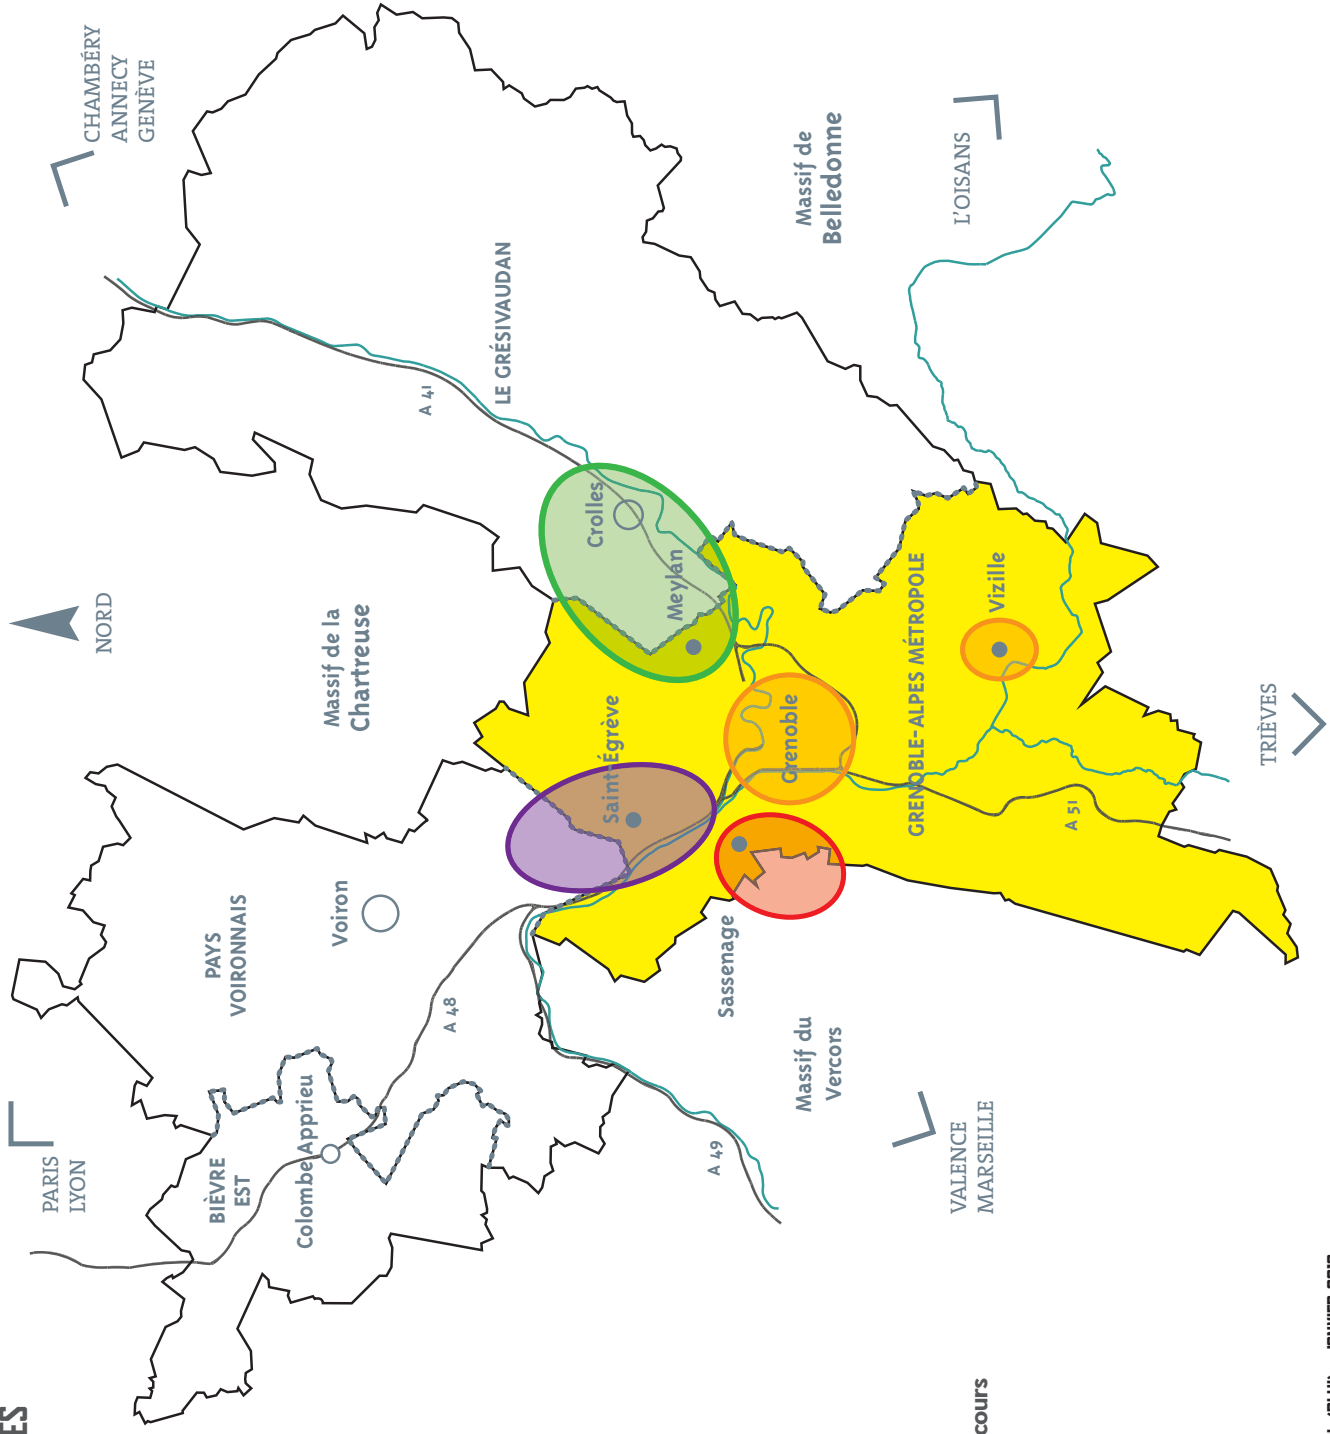 ES
PARIS
LYON
NORD
CHAMBÉRY
ANNECY
GENÈVE
BIÈVRE
EST
PAYS
VOIRONNAIS
Colombe
Apprieu
Voiron
Massif de la
Chartreuse
A 41
A 48
LE GRÉSIVAUDAN
Crolles
Saint-Égrève
Meylan
A 49
Sassenage
Grenoble
Massif du
Vercors
Massif de
Belledonne
GRENOBLE-ALPES MÉTROPOLE
VALENCE
MARSEILLE
L'OISANS
Vizille
cours
A 51
TRIÈVES